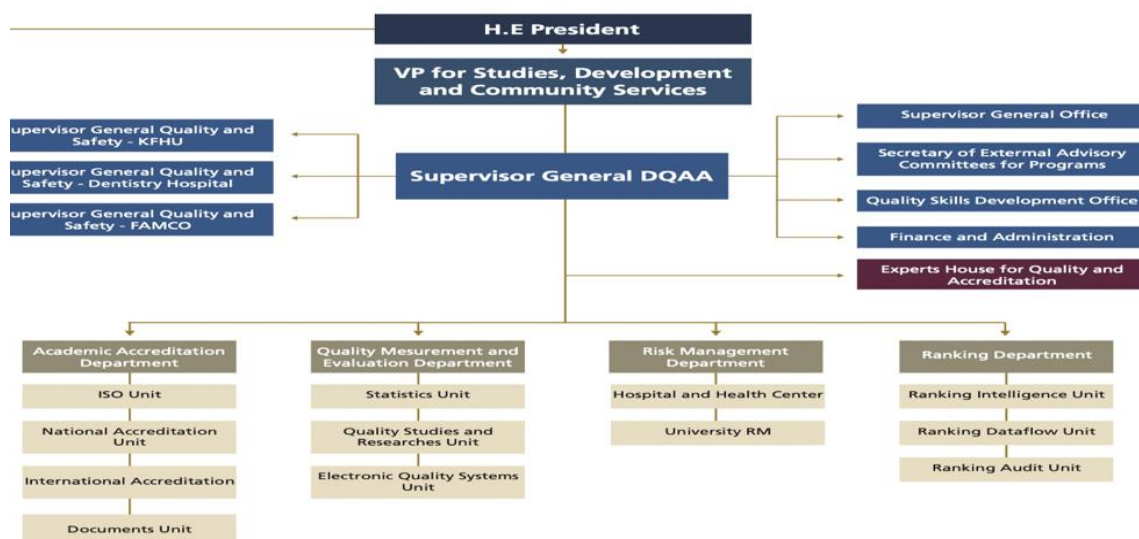 H.E President
VP for Studies, Development
and Community Services
upervisor General Quality and
Safety - KFHU
upervisor General Quality and
Safety - Dentistry Hospital
upervisor General Quality and
Safety - FAMCO
Supervisor General DQAA
Supervisor General Office
Secretary of Extermal Advisory
Committees for Programs
Quality Skills Development Office
Finance and Administration
Experts House for Quality and
Accreditation
Academic Accreditation
Department
ISO Unit
National Accreditation
Unit
International Accreditation
Documents Unit
Quality Mesurement and
Evaluation Department
Statistics Unit
Quality Studies and
Researches Unit
Electronic Quality Systems
Unit
Risk Management
Department
Hospital and Health Center
University RM
Ranking Department
Ranking Intelligence Unit
Ranking Dataflow Unit
Ranking Audit Unit